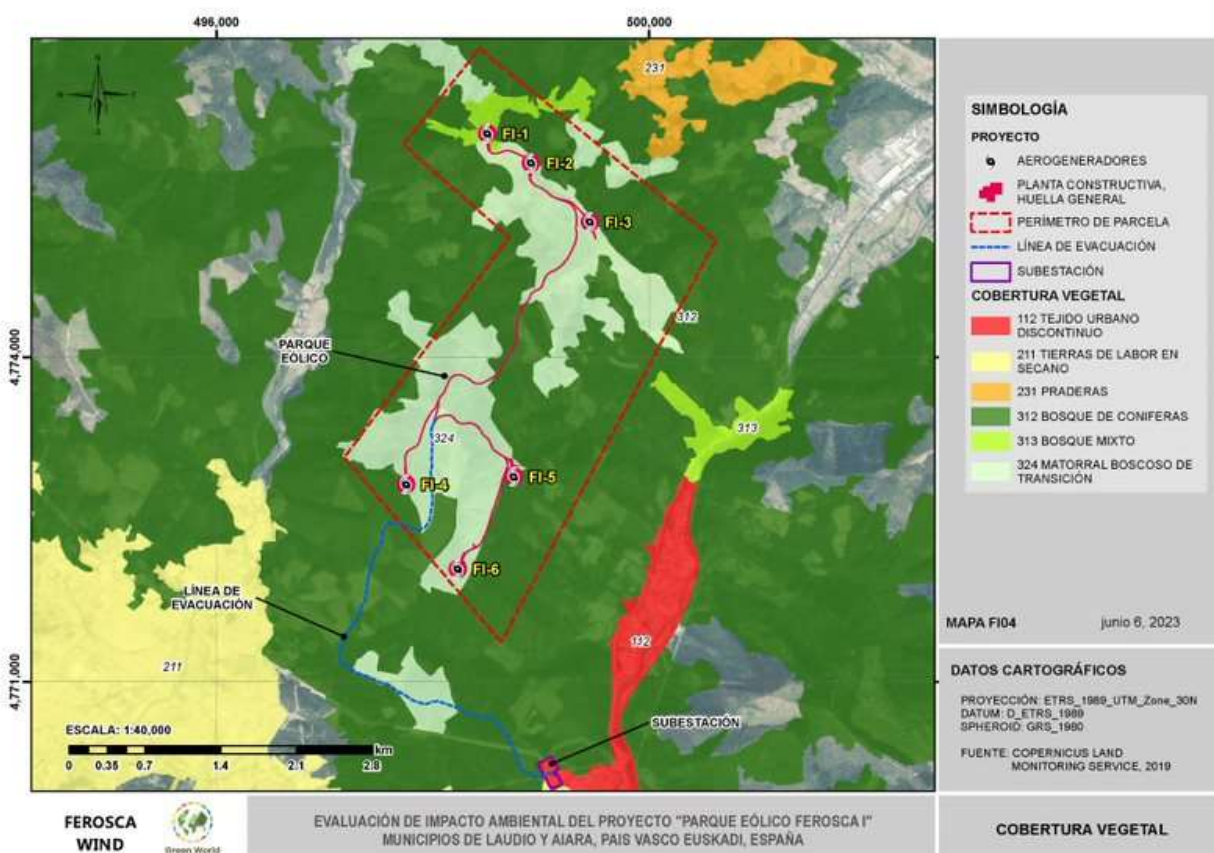 496,000
500,000
4,774,000
4,771,000
231
FI-1
FI-2
FI-3
312
PARQUE
EÓLICO
324
313
FI-4
FI-5
FI-6
LÍNEA DE
EVACUACIÓN
112
211
SUBESTACIÓN
ESCALA: 1:40,000
km
0 0.35 0.7 1.4 2.1 2.8
SIMBOLOGÍA
PROYECTO
AEROGENERADORES
PLANTA CONSTRUCTIVA,
HUELLA GENERAL
PERÍMETRO DE PARCELA
LÍNEA DE EVACUACIÓN
SUBESTACIÓN
COBERTURA VEGETAL
112 TEJIDO URBANO
DISCONTINUO
211 TIERRAS DE LABOR EN
SECANO
231 PRADERAS
312 BOSQUE DE CONIFERAS
313 BOSQUE MIXTO
324 MATORRAL BOSCOSO DE
TRANSICIÓN
MAPA FI04 junio 6, 2023
DATOS CARTOGRÁFICOS
PROYECCIÓN: ETRS_1989_UTM_Zone_30N
DATUM: D_ETRS_1989
SPHEROID: GRS_1980
FUENTE: COPERNICUS LAND
MONITORING SERVICE, 2019
FEROSCA
WIND
Green World
EVALUACIÓN DE IMPACTO AMBIENTAL DEL PROYECTO "PARQUE EÓLICO FEROSCA I"
MUNICIPIOS DE LAUDIO Y AIARA, PAIS VASCO EUSKADI, ESPAÑA
COBERTURA VEGETAL